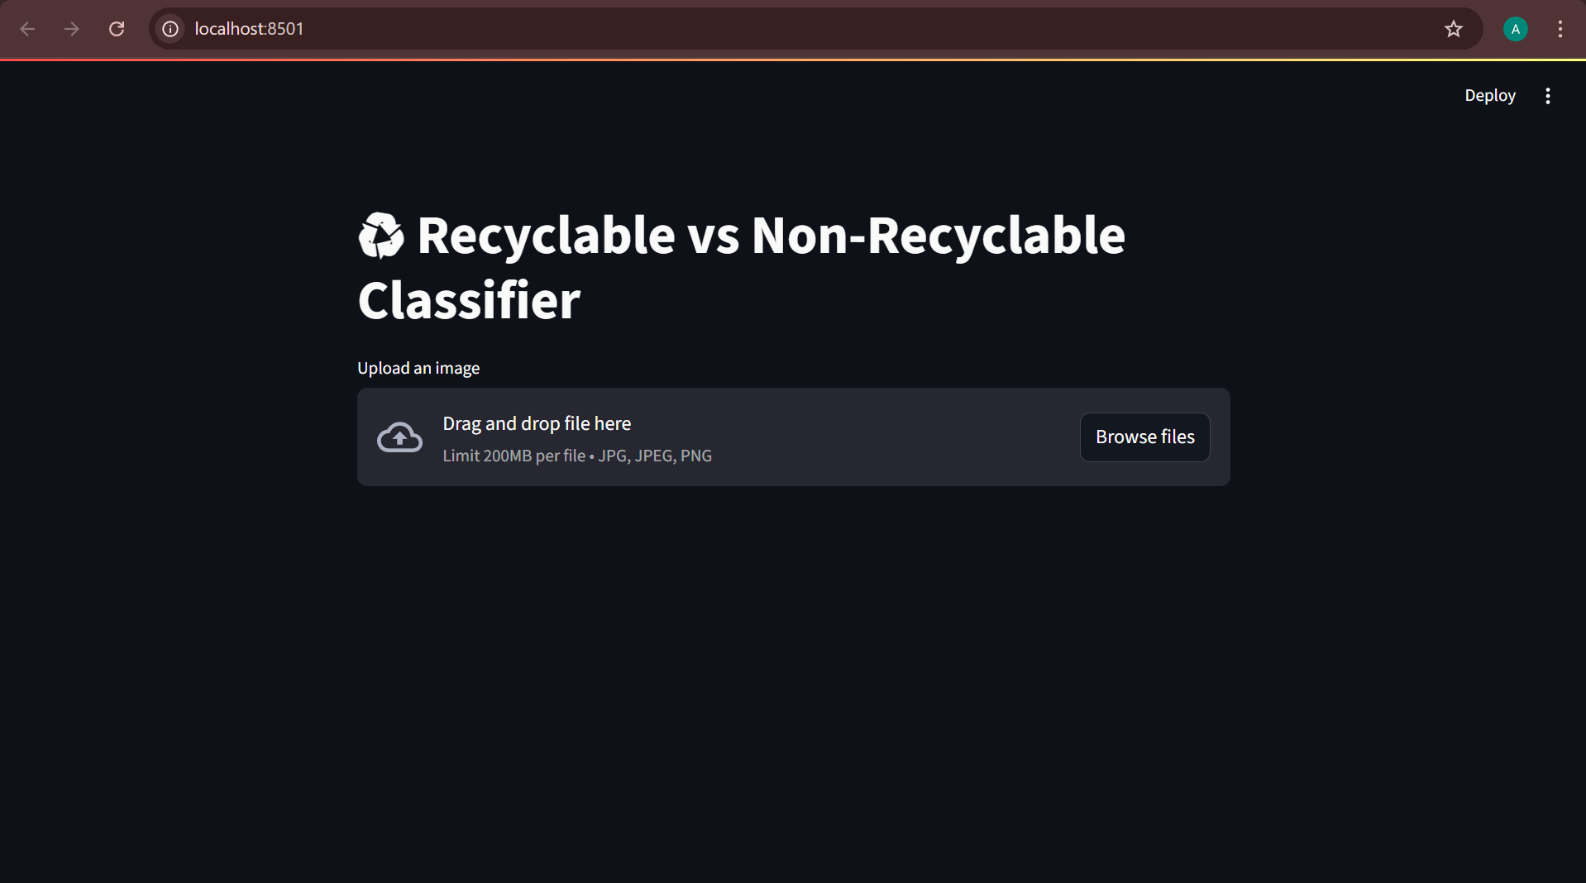 localhost:8501
A
Deploy
♻ Recyclable vs Non-Recyclable
Classifier
Upload an image
Drag and drop file here
Limit 200MB per file • JPG, JPEG, PNG
Browse files